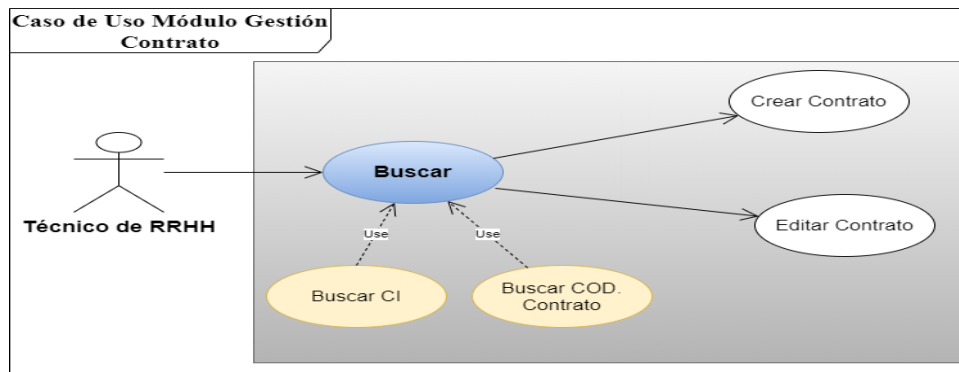 Caso de Uso Módulo Gestión
Contrato
Crear Contrato
Buscar
Técnico de RRHH
Editar Contrato
Use
Use
Buscar CI
Buscar COD.
Contrato